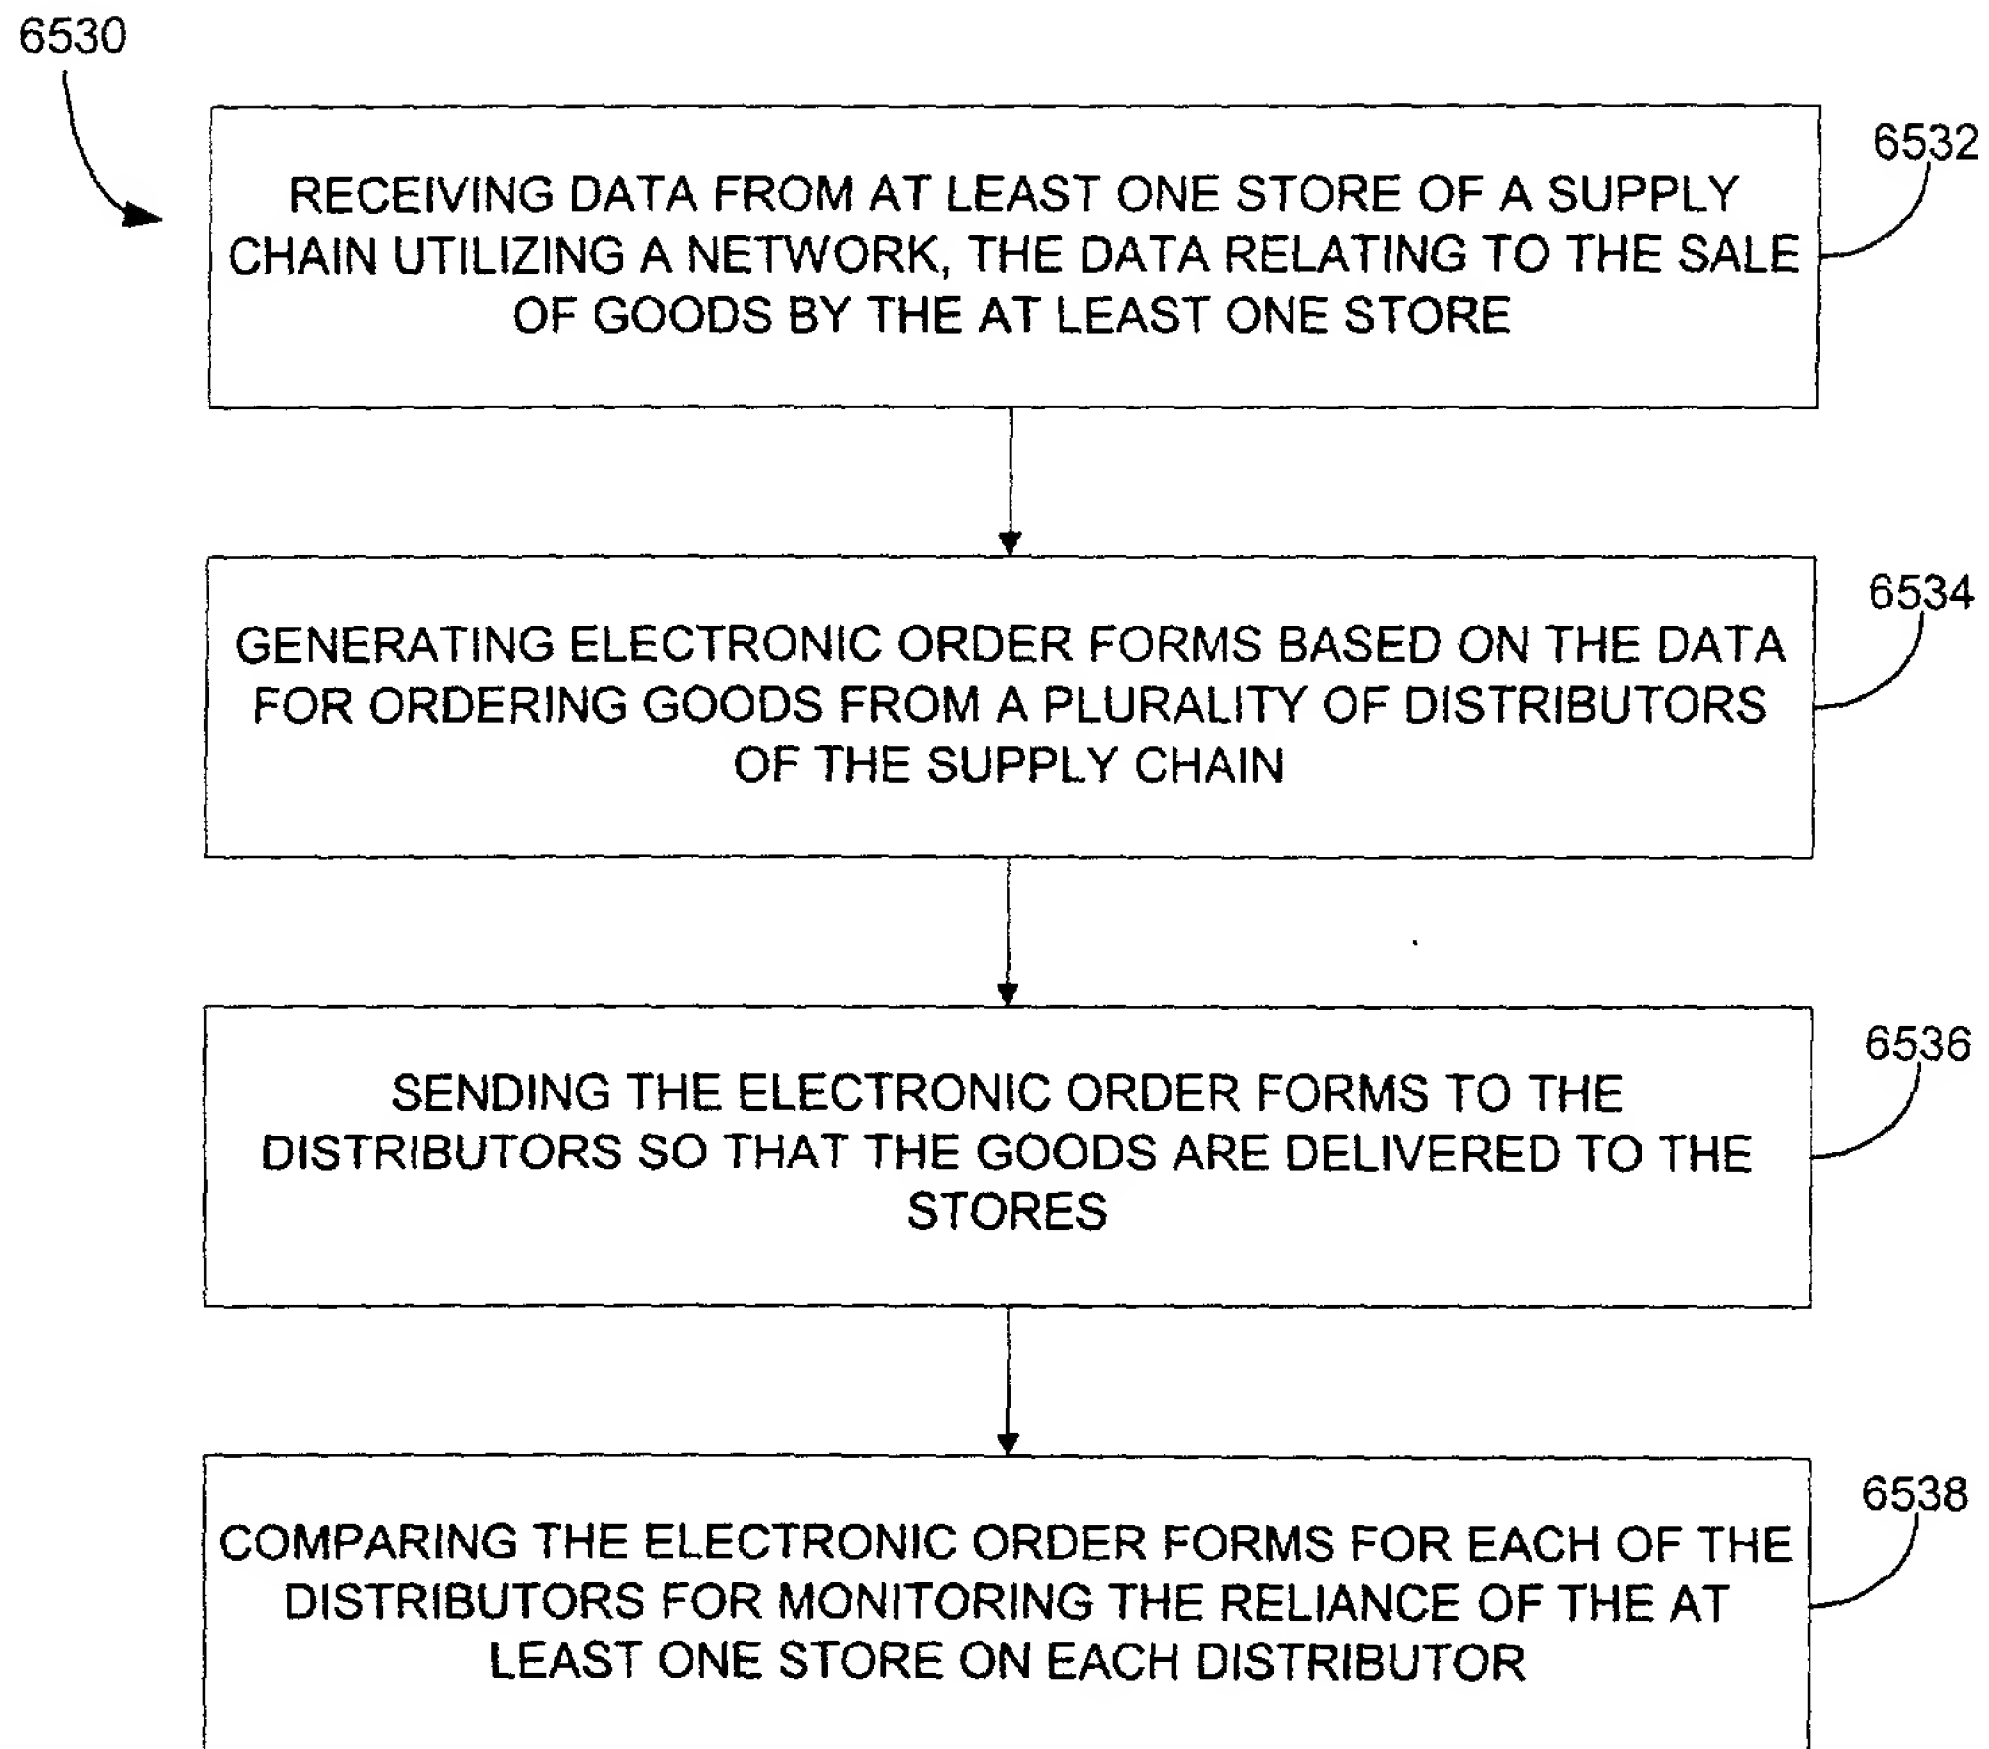 6530
6532
RECEIVING DATA FROM AT LEAST ONE STORE OF A SUPPLY
CHAIN UTILIZING A NETWORK, THE DATA RELATING TO THE SALE
OF GOODS BY THE AT LEAST ONE STORE
6534
GENERATING ELECTRONIC ORDER FORMS BASED ON THE DATA
FOR ORDERING GOODS FROM A PLURALITY OF DISTRIBUTORS
OF THE SUPPLY CHAIN
6536
SENDING THE ELECTRONIC ORDER FORMS TO THE
DISTRIBUTORS SO THAT THE GOODS ARE DELIVERED TO THE
STORES
6538
COMPARING THE ELECTRONIC ORDER FORMS FOR EACH OF THE
DISTRIBUTORS FOR MONITORING THE RELIANCE OF THE AT
LEAST ONE STORE ON EACH DISTRIBUTOR